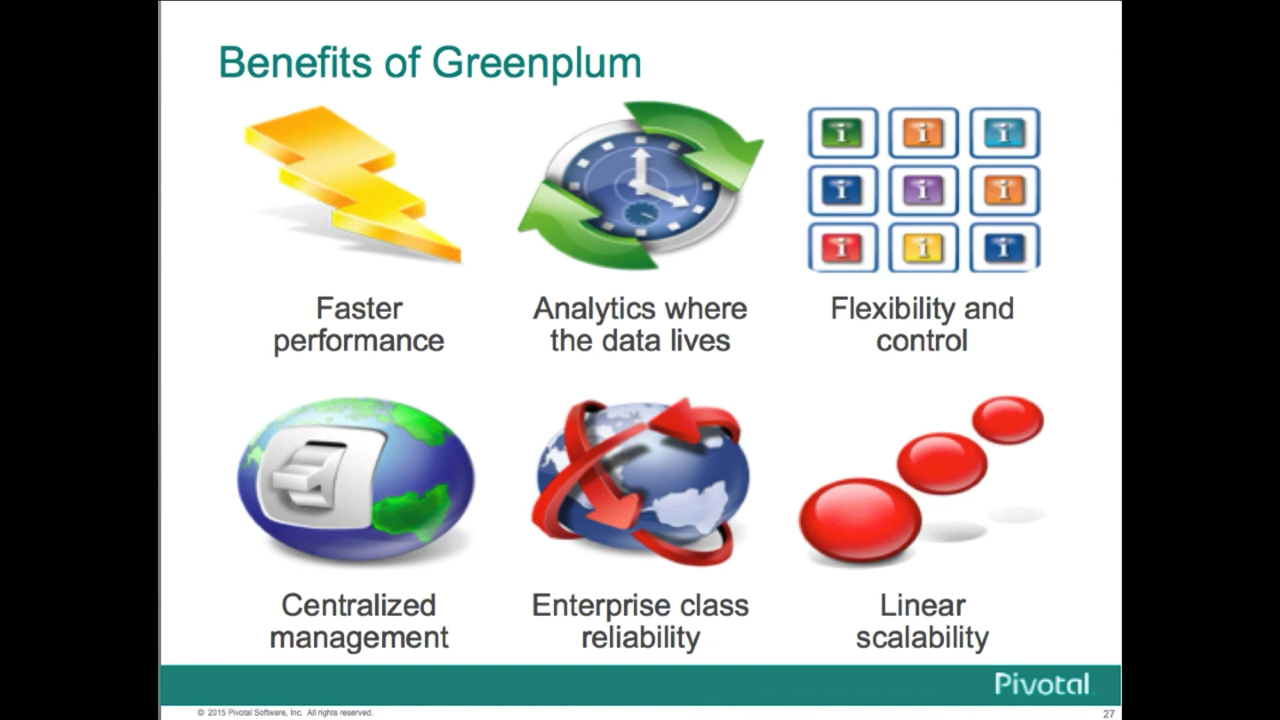 Benefits of Greenplum
i i i
i i i
i i i
Faster
performance
Analytics where
the data lives
Flexibility and
control
Centralized
management
Enterprise class
reliability
Linear
scalability
Pivotal
© 2015 Pivotal Software, Inc. All rights reserved.
27